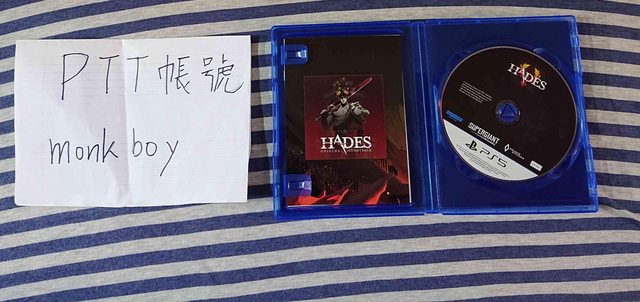 PTT帳號
monk boy
HADES
ORIGINAL SOUNDTRACK
HADES
SUPERGIANT
PS5